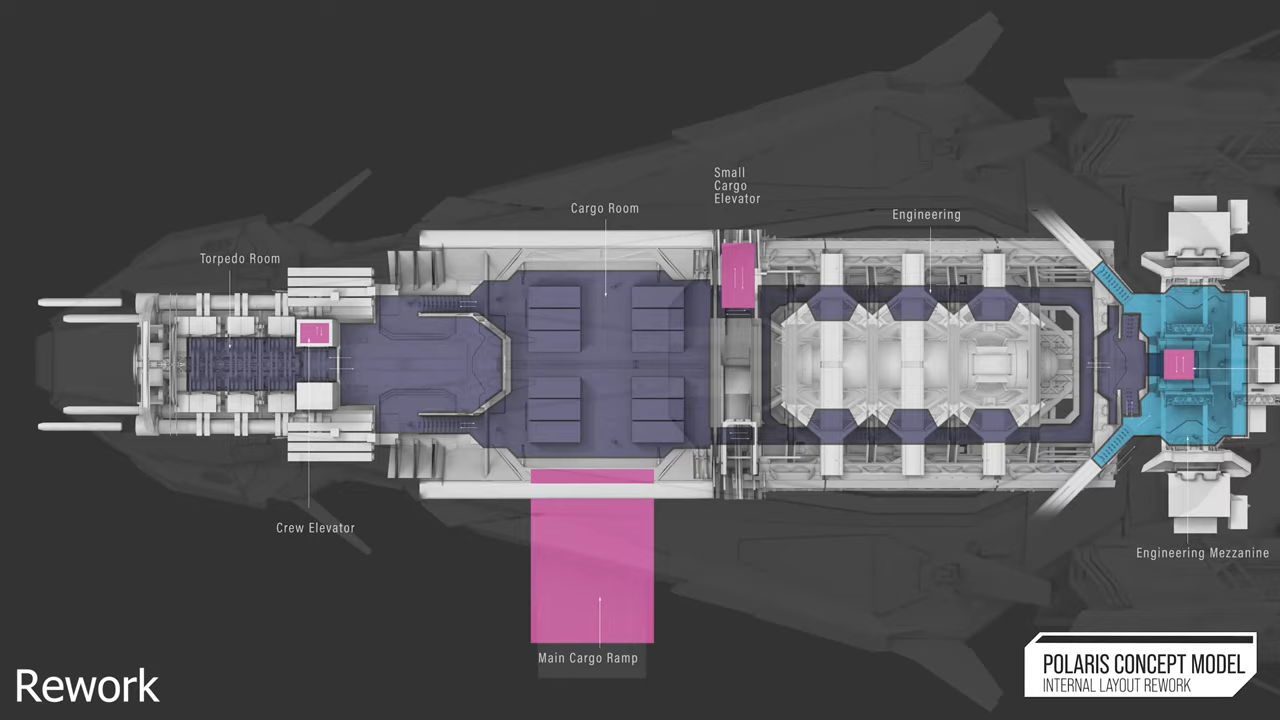 Small
Cargo
Elevator
Cargo Room
Engineering
Torpedo Room
Crew Elevator
Engineering Mezzanine
Main Cargo Ramp
Rework
POLARIS CONCEPT MODEL
INTERNAL LAYOUT REWORK